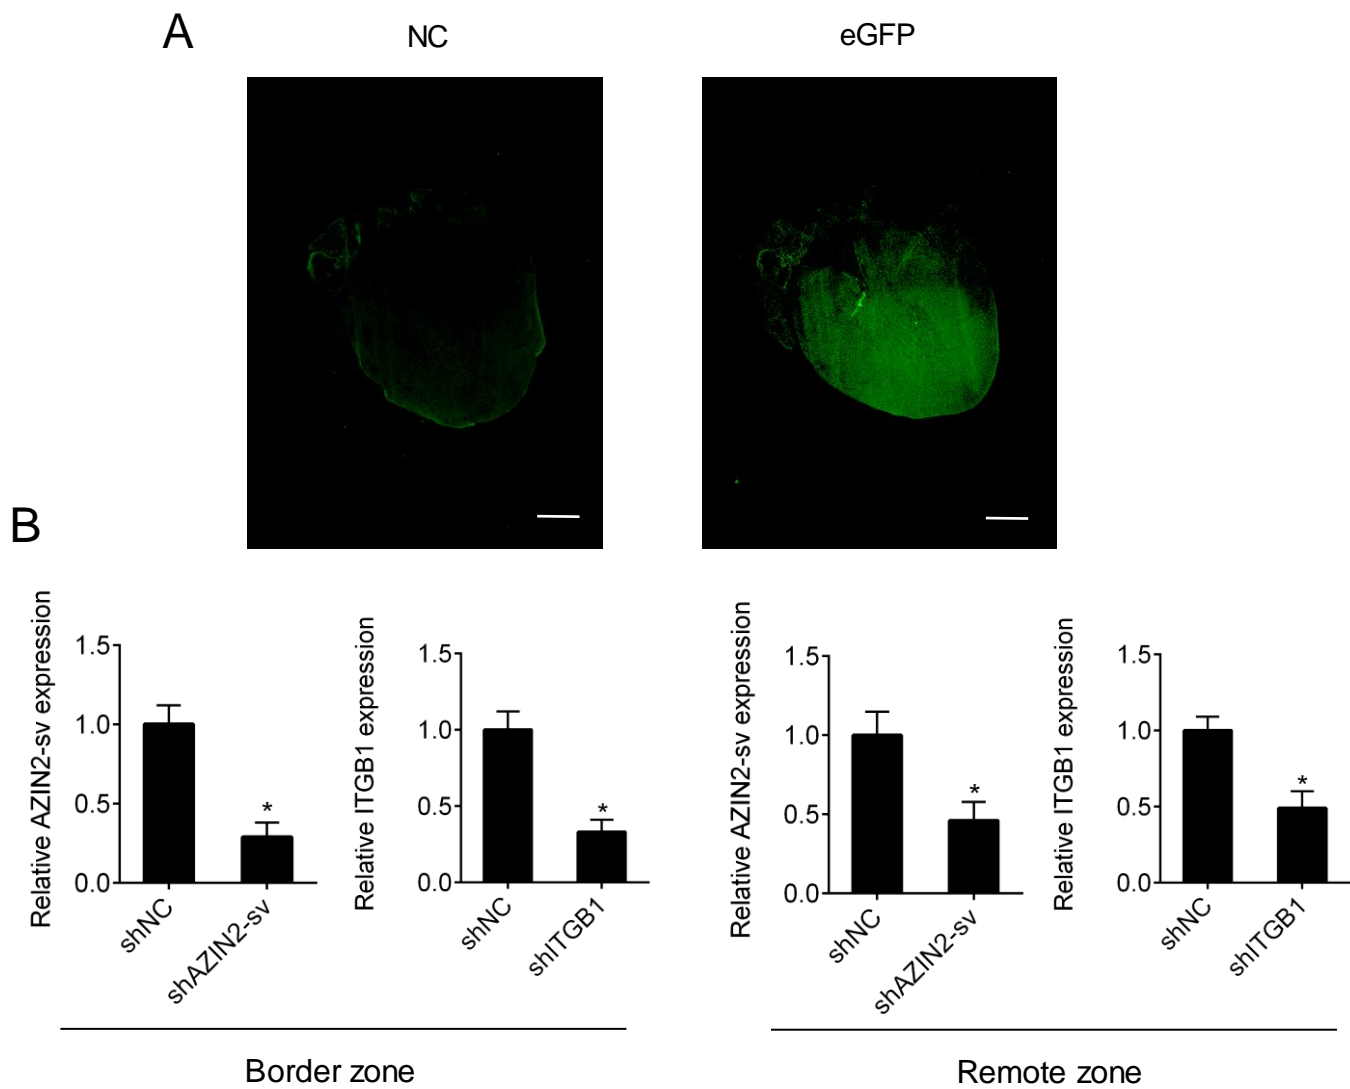 A
NC
eGFP
B
Relative AZIN2-sv expression
1.5
1.0
0.5
0.0
*
shNC
shAZIN2-sv
Relative ITGB1 expression
1.5
1.0
0.5
0.0
*
shNC
shITGB1
Border zone
Relative AZIN2-sv expression
1.5
1.0
0.5
0.0
*
shNC
shAZIN2-sv
Relative ITGB1 expression
1.5
1.0
0.5
0.0
*
shNC
shITGB1
Remote zone